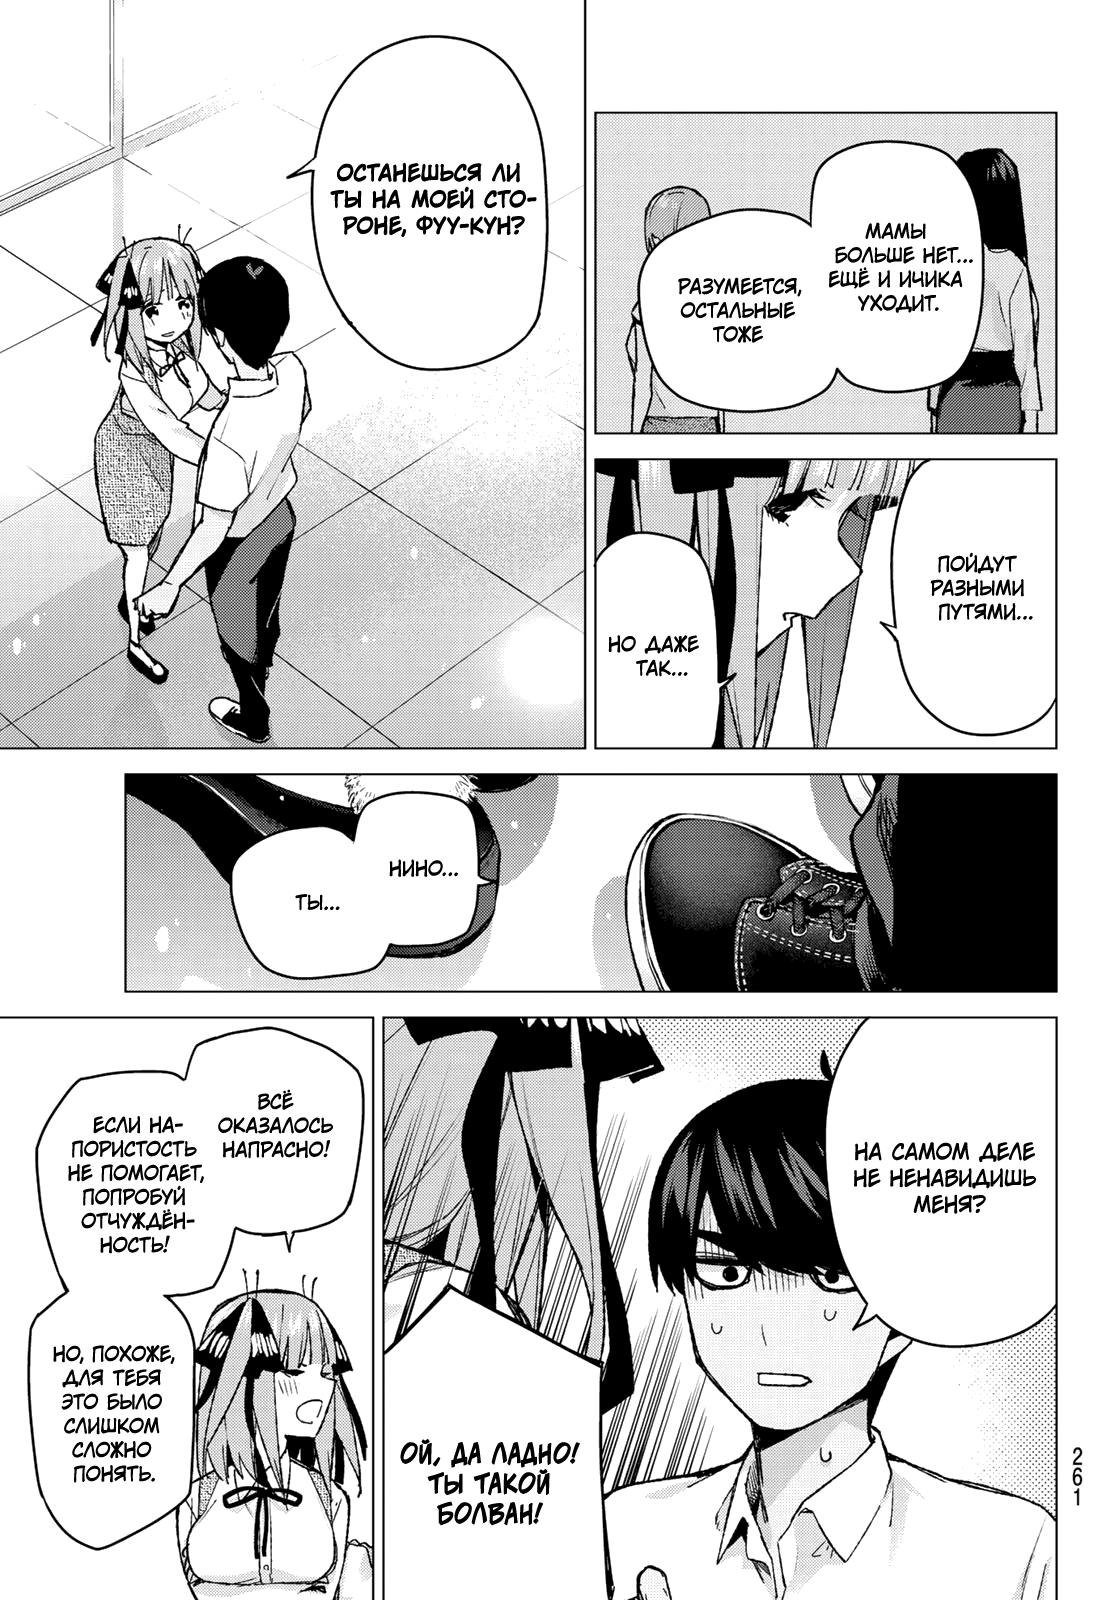 МАМЫ
БОЛЬШЕ НЕТ...
ЕЩЁ И ИЧИКА
УХОДИТ.
РАЗУМЕЕТСЯ,
ОСТАЛЬНЫЕ
ТОЖЕ
ПОЙДУТ
РАЗНЫМИ
ПУТЯМИ...
НО ДАЖЕ
ТАК...
ОСТАНЕШЬСЯ ЛИ
ТЫ НА МОЕЙ СТО-
РОНЕ, ФУУ-КУН?
НИНО...
ТЫ...
НА САМОМ ДЕЛЕ
НЕ НЕНАВИДИШЬ
МЕНЯ?
ОЙ, ДА ЛАДНО!
ТЫ ТАКОЙ
БОЛВАН!
ВСЁ
ОКАЗАЛОСЬ
НАПРАСНО!
ЕСЛИ НА-
ПОРИСТОСТЬ
НЕ ПОМОГАЕТ,
ПОПРОБУЙ
ОТЧУЖДЁН-
НОСТЬ!
НО, ПОХОЖЕ,
ДЛЯ ТЕБЯ
ЭТО БЫЛО
СЛИШКОМ
СЛОЖНО
ПОНЯТЬ.
261